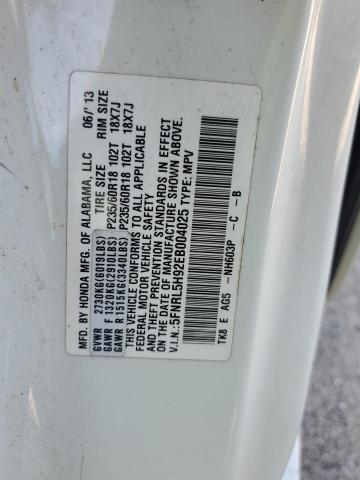 MFD. BY HONDA MFG. OF ALABAMA, LLC 06/'13
TIRE SIZE RIM SIZE
GVWR 2730KG(6019LBS)
GAWR F 1320KG(2910LBS) P235/60R18 102T 18X7J
GAWR R 1515KG(3340LBS) P235/60R18 102T 18X7J
THIS VEHICLE CONFORMS TO ALL APPLICABLE
FEDERAL MOTOR VEHICLE SAFETY
AND THEFT PREVENTION STANDARDS IN EFFECT
ON THE DATE OF MANUFACTURE SHOWN ABOVE.
V.I.N.:5FNRL5H92EB004025 TYPE: MPV
TK8 E AG5 -NH603P -C -B